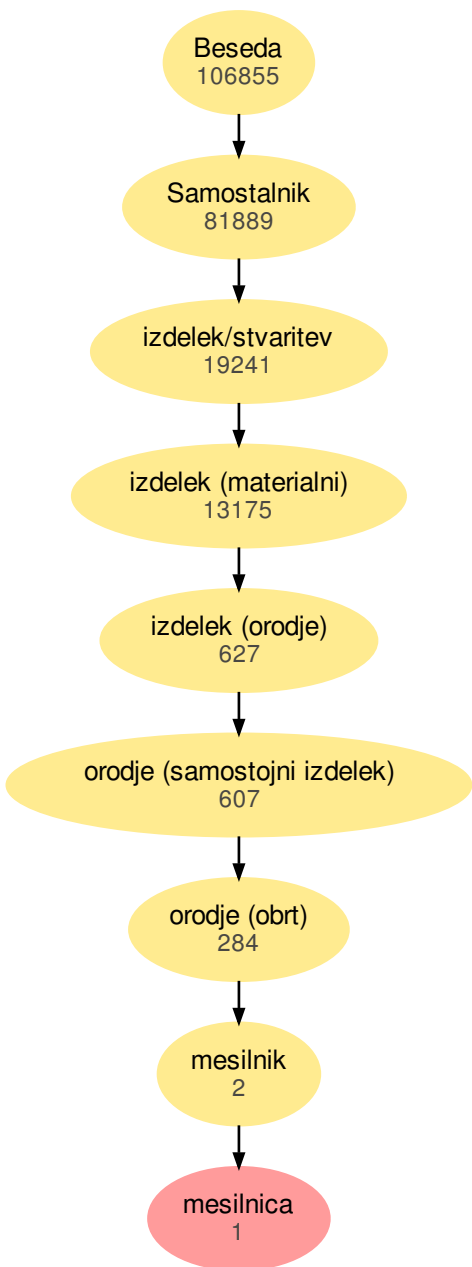 Beseda
106855
Samostalnik
81889
izdelek/stvaritev
19241
izdelek (materialni)
13175
izdelek (orodje)
627
orodje (samostojni izdelek)
607
orodje (obrt)
284
mesilnik
2
mesilnica
1